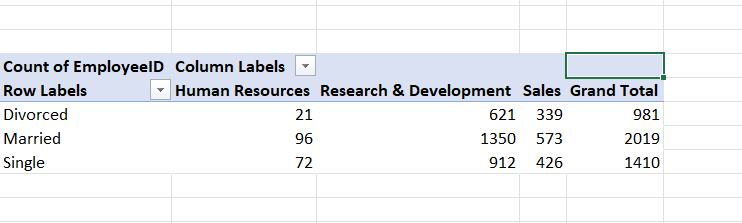 Count of EmployeeID Column Labels
Row Labels Human Resources Research & Development Sales Grand Total
Divorced 21 621 339 981
Married 96 1350 573 2019
Single 72 912 426 1410